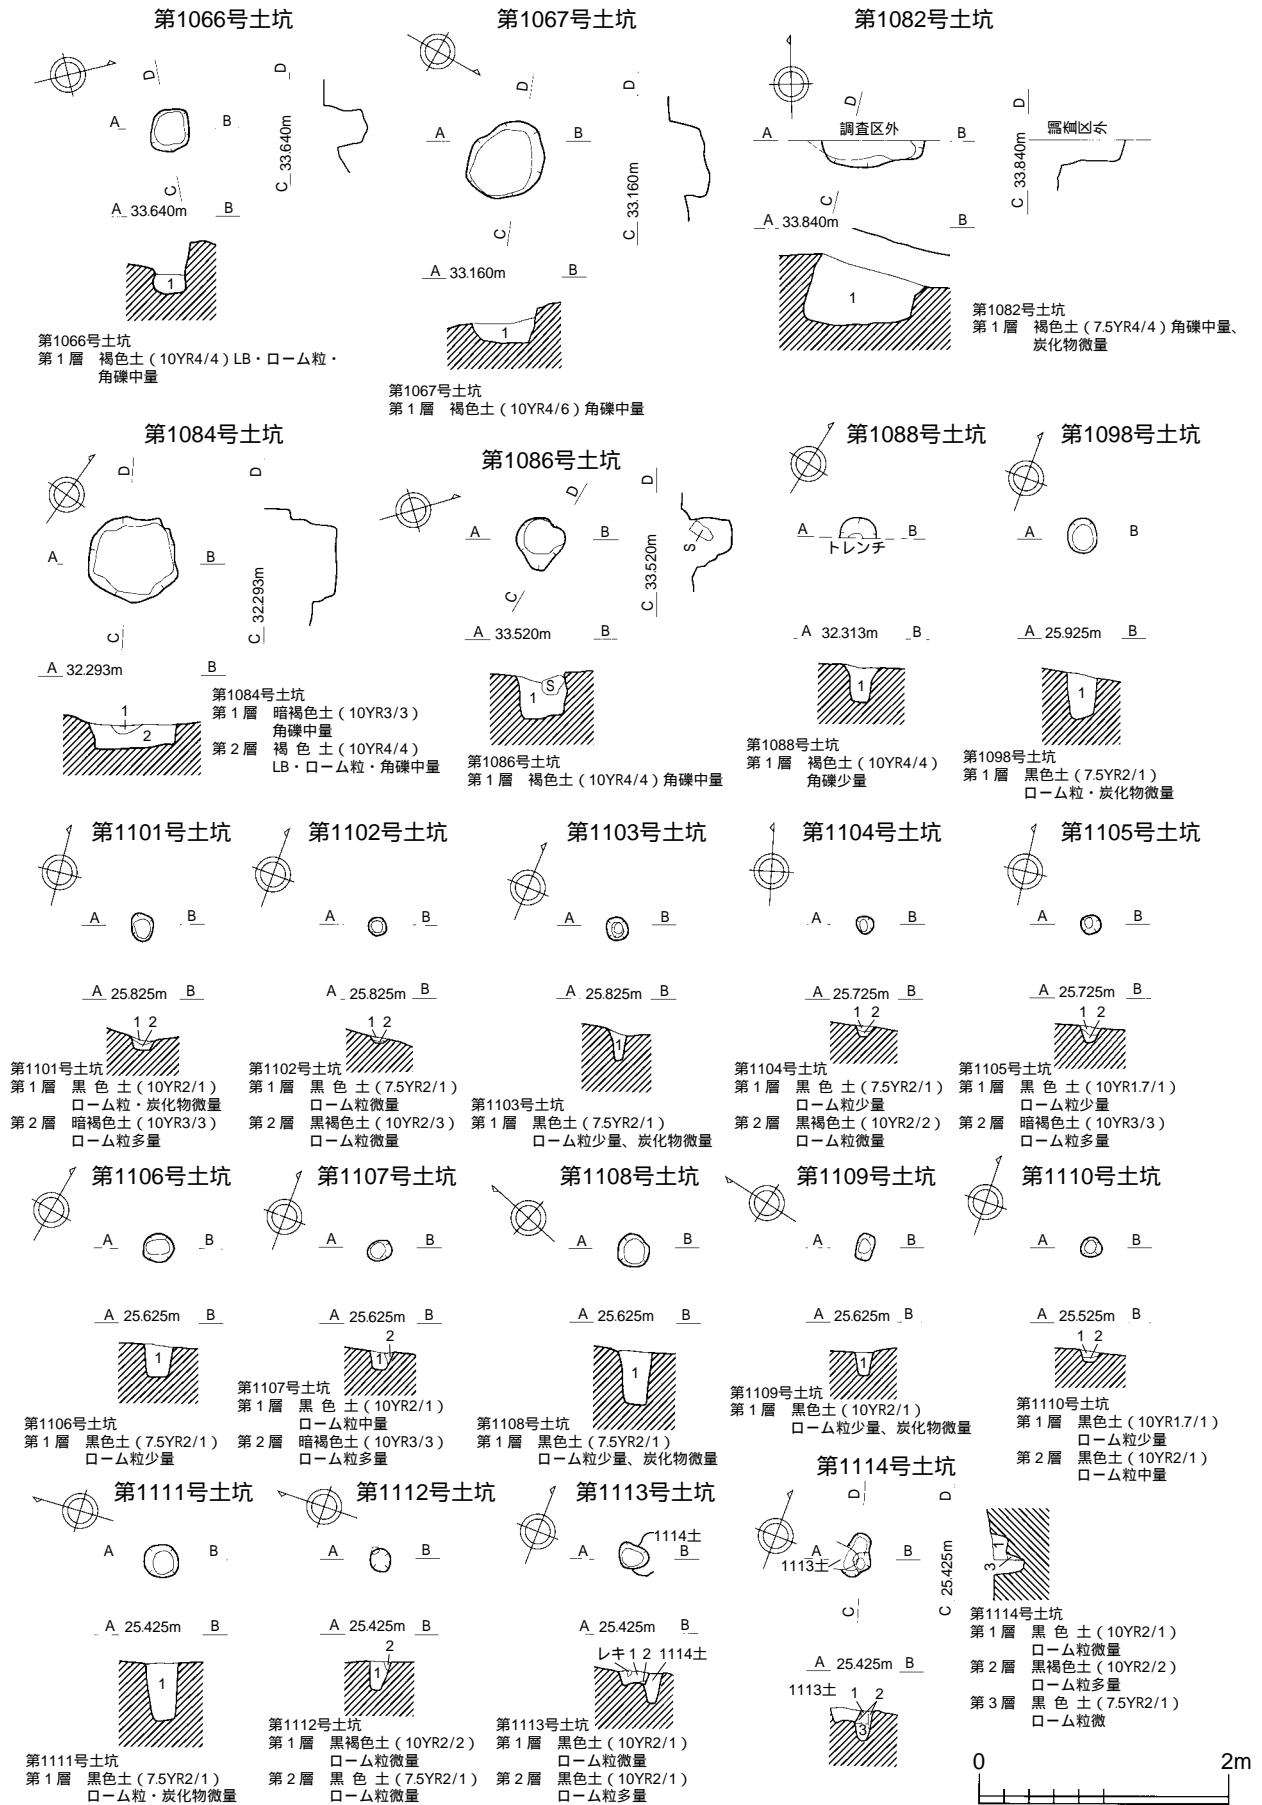 第1066号土坑
D
A
B
C
D
C 33.640m
A 33.640m B
1
第1066号土坑
第1層 褐色土(10YR4/4)LB・ローム粒・
角礫中量
第1067号土坑
D
A
B
C
D
C 33.160m
A 33.160m B
1
第1067号土坑
第1層 褐色土(10YR4/6)角礫中量
第1082号土坑
D
A 調査区外 B
C
D
調査区外
C 33.840m
A 33.840m B
1
第1082号土坑
第1層 褐色土(7.5YR4/4)角礫中量、
炭化物微量
第1084号土坑
D
A
B
C
D
C 32.293m
A 32.293m B
1
2
第1084号土坑
第1層 暗褐色土(10YR3/3)
角礫中量
第2層 褐色土(10YR4/4)
LB・ローム粒・角礫中量
第1086号土坑
D
A
B
C
D
S
C 33.520m
A 33.520m B
S
1
第1086号土坑
第1層 褐色土(10YR4/4)角礫中量
第1088号土坑
A B
トレンチ
A 32.313m B
1
第1088号土坑
第1層 褐色土(10YR4/4)
角礫少量
第1098号土坑
A B
A 25.925m B
1
第1098号土坑
第1層 黒色土(7.5YR2/1)
ローム粒・炭化物微量
第1101号土坑
A B
A 25.825m B
1 2
第1101号土坑
第1層 黒色土(10YR2/1)
ローム粒・炭化物微量
第2層 暗褐色土(10YR3/3)
ローム粒多量
第1102号土坑
A B
A 25.825m B
1 2
第1102号土坑
第1層 黒色土(7.5YR2/1)
ローム粒微量
第2層 黒褐色土(10YR2/3)
ローム粒微量
第1103号土坑
A B
A 25.825m B
1
第1103号土坑
第1層 黒色土(7.5YR2/1)
ローム粒少量、炭化物微量
第1104号土坑
A B
A 25.725m B
1 2
第1104号土坑
第1層 黒色土(7.5YR2/1)
ローム粒少量
第2層 黒褐色土(10YR2/2)
ローム粒微量
第1105号土坑
A B
A 25.725m B
1 2
第1105号土坑
第1層 黒色土(10YR1.7/1)
ローム粒少量
第2層 暗褐色土(10YR3/3)
ローム粒多量
第1106号土坑
A B
A 25.625m B
1
第1106号土坑
第1層 黒色土(7.5YR2/1)
ローム粒少量
第1107号土坑
A B
A 25.625m B
2
1
第1107号土坑
第1層 黒色土(10YR2/1)
ローム粒中量
第2層 暗褐色土(10YR3/3)
ローム粒多量
第1108号土坑
A B
A 25.625m B
1
第1108号土坑
第1層 黒色土(7.5YR2/1)
ローム粒少量、炭化物微量
第1109号土坑
A B
A 25.625m B
1
第1109号土坑
第1層 黒色土(10YR2/1)
ローム粒少量、炭化物微量
第1110号土坑
A B
A 25.525m B
1 2
第1110号土坑
第1層 黒色土(10YR1.7/1)
ローム粒少量
第2層 黒色土(10YR2/1)
ローム粒中量
第1111号土坑
A B
A 25.425m B
1
第1111号土坑
第1層 黒色土(7.5YR2/1)
ローム粒・炭化物微量
第1112号土坑
A B
A 25.425m B
2
1
第1112号土坑
第1層 黒褐色土(10YR2/2)
ローム粒微量
第2層 黒色土(7.5YR2/1)
ローム粒微量
第1113号土坑
1114土
A B
A 25.425m B
レキ 1 2 1114土
第1113号土坑
第1層 黒色土(10YR2/1)
ローム粒微量
第2層 黒色土(10YR2/1)
ローム粒多量
第1114号土坑
D
A B
1113土
C
D
C 25.425m
1
3
A 25.425m B
1113土 1 2
3
第1114号土坑
第1層 黒色土(10YR2/1)
ローム粒微量
第2層 黒褐色土(10YR2/2)
ローム粒多量
第3層 黒色土(7.5YR2/1)
ローム粒微
0 2m